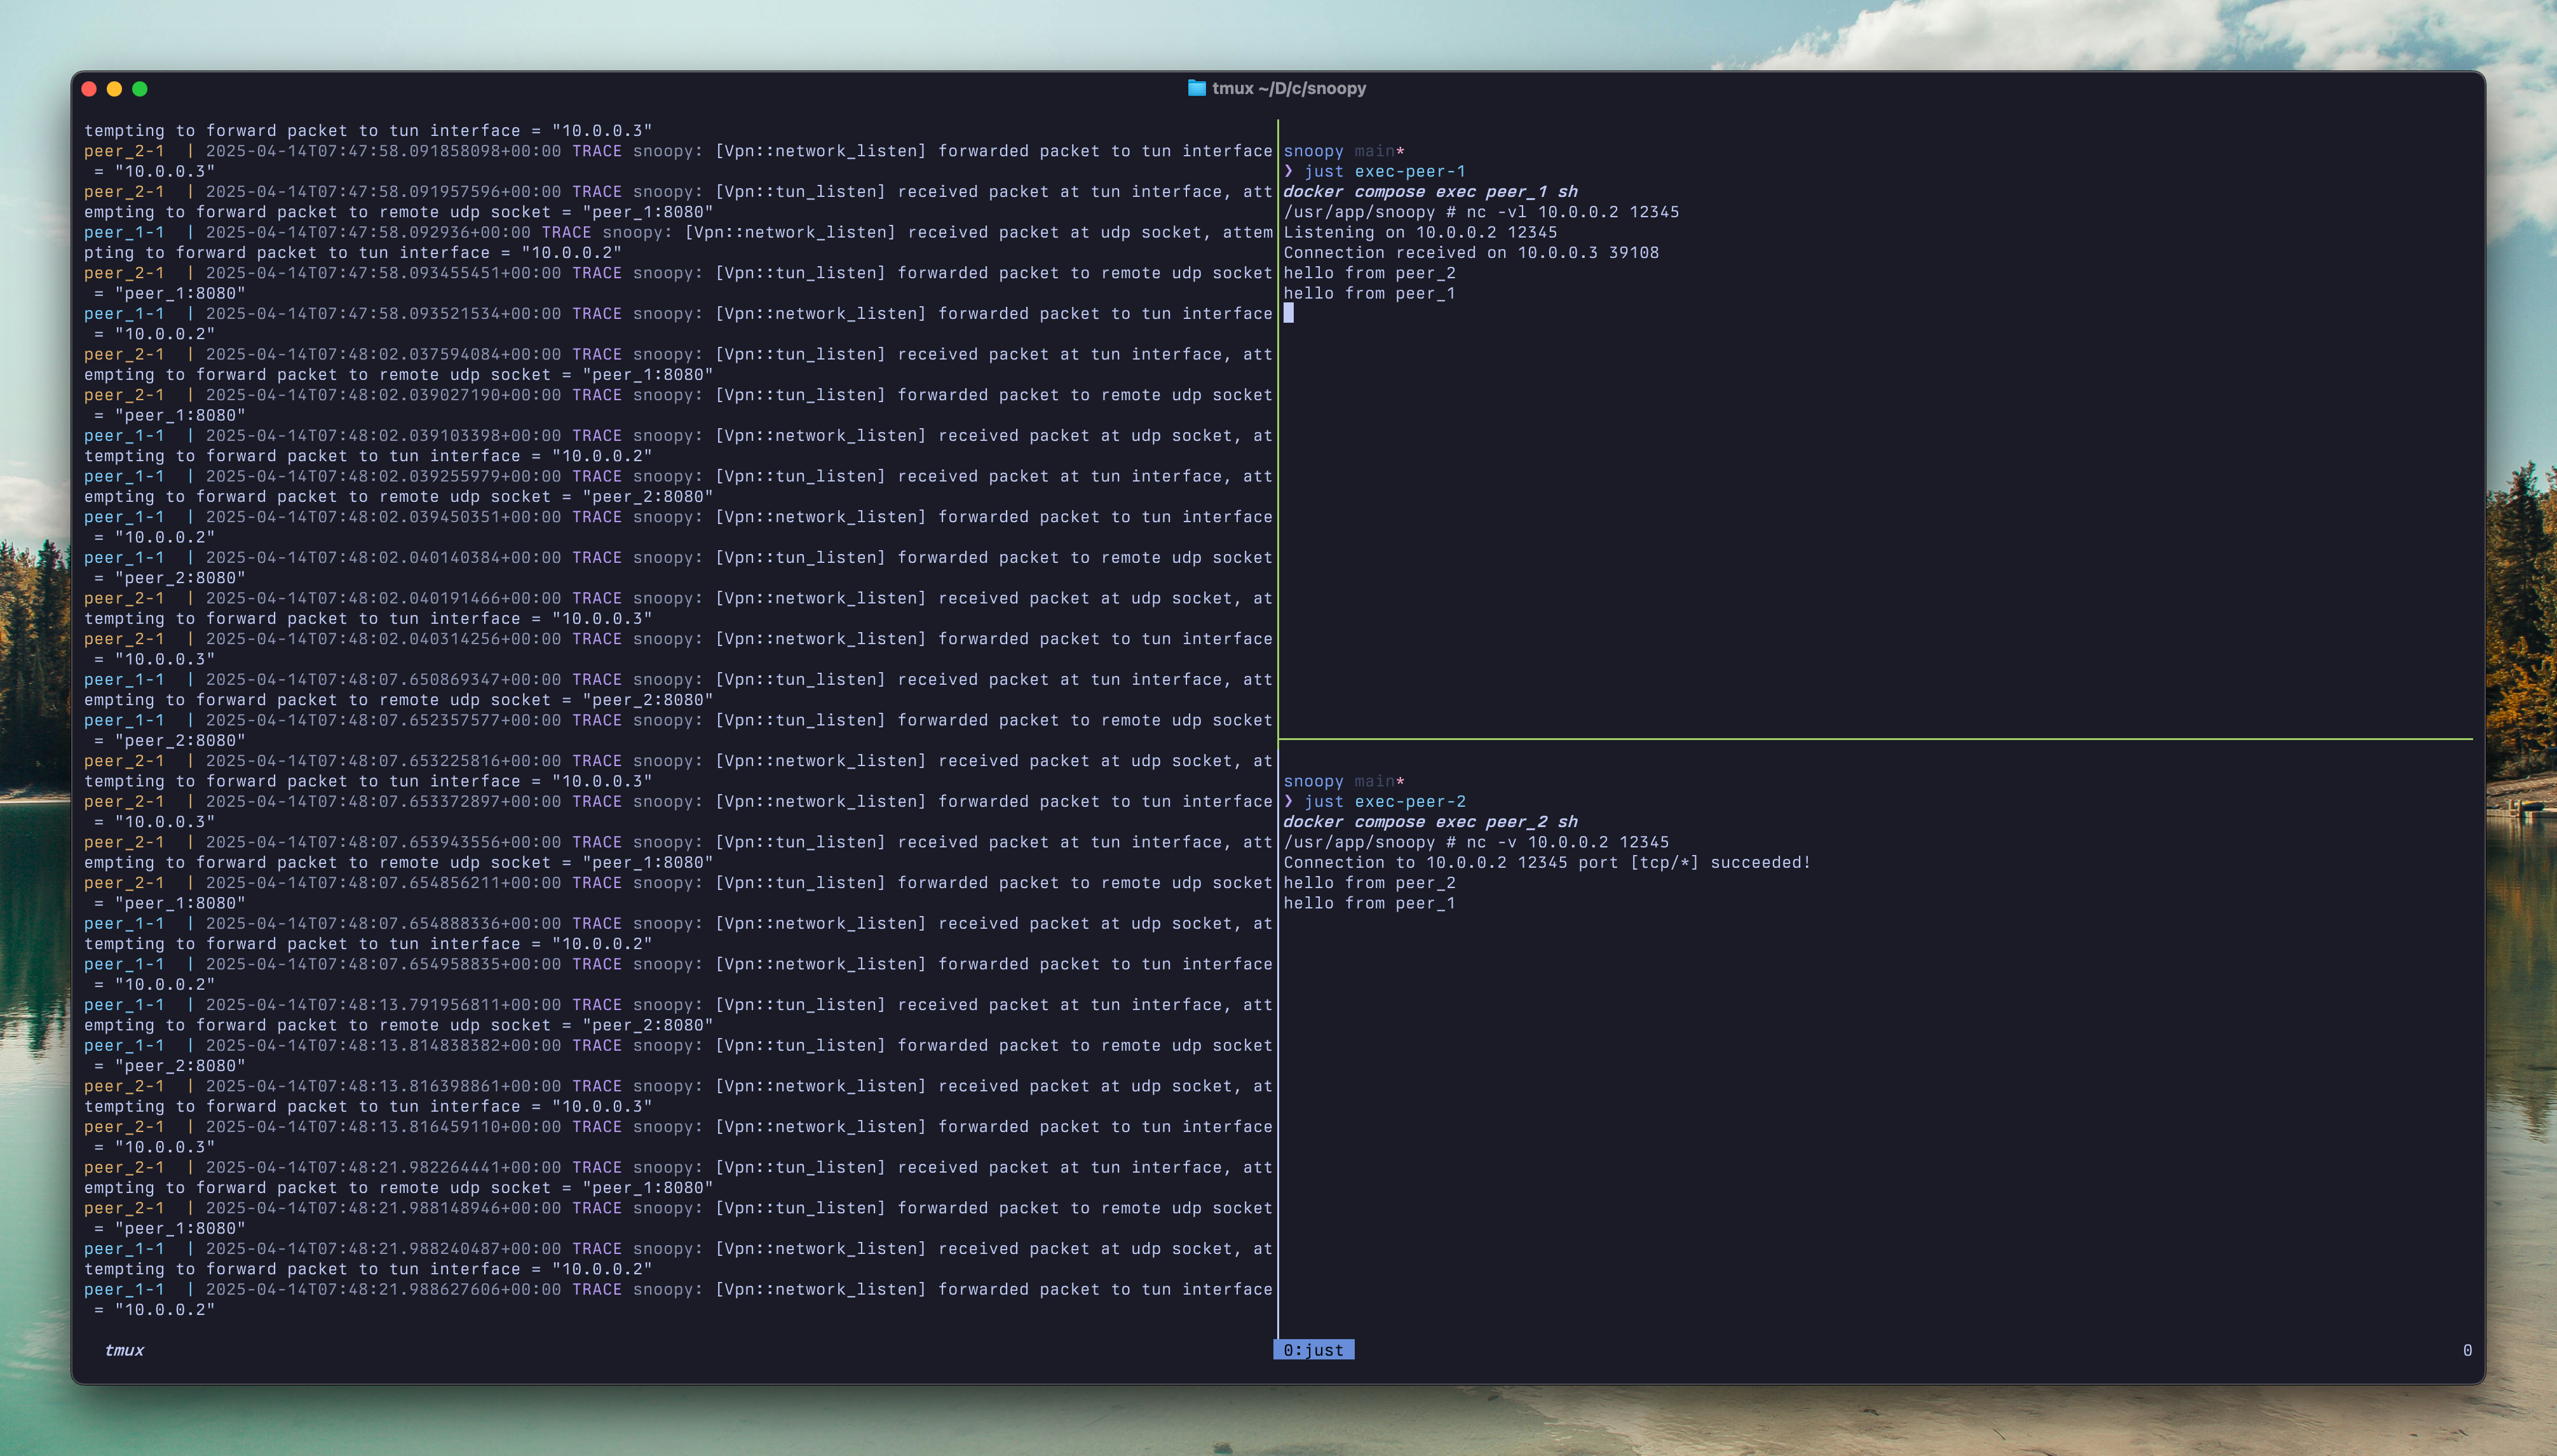 tmux ~/D/c/snoopy
tempting to forward packet to tun interface = "10.0.0.3"
peer_2-1  | 2025-04-14T07:47:58.091858098+00:00 TRACE snoopy: [Vpn::network_listen] forwarded packet to tun interface
 = "10.0.0.3"
peer_2-1  | 2025-04-14T07:47:58.091957596+00:00 TRACE snoopy: [Vpn::tun_listen] received packet at tun interface, att
empting to forward packet to remote udp socket = "peer_1:8080"
peer_1-1  | 2025-04-14T07:47:58.092936+00:00 TRACE snoopy: [Vpn::network_listen] received packet at udp socket, attem
pting to forward packet to tun interface = "10.0.0.2"
peer_2-1  | 2025-04-14T07:47:58.093455451+00:00 TRACE snoopy: [Vpn::tun_listen] forwarded packet to remote udp socket
 = "peer_1:8080"
peer_1-1  | 2025-04-14T07:47:58.093521534+00:00 TRACE snoopy: [Vpn::network_listen] forwarded packet to tun interface
 = "10.0.0.2"
peer_2-1  | 2025-04-14T07:48:02.037594084+00:00 TRACE snoopy: [Vpn::tun_listen] received packet at tun interface, att
empting to forward packet to remote udp socket = "peer_1:8080"
peer_2-1  | 2025-04-14T07:48:02.039027190+00:00 TRACE snoopy: [Vpn::tun_listen] forwarded packet to remote udp socket
 = "peer_1:8080"
peer_1-1  | 2025-04-14T07:48:02.039103398+00:00 TRACE snoopy: [Vpn::network_listen] received packet at udp socket, at
tempting to forward packet to tun interface = "10.0.0.2"
peer_1-1  | 2025-04-14T07:48:02.039255979+00:00 TRACE snoopy: [Vpn::tun_listen] received packet at tun interface, att
empting to forward packet to remote udp socket = "peer_2:8080"
peer_1-1  | 2025-04-14T07:48:02.039450351+00:00 TRACE snoopy: [Vpn::network_listen] forwarded packet to tun interface
 = "10.0.0.2"
peer_1-1  | 2025-04-14T07:48:02.040140384+00:00 TRACE snoopy: [Vpn::tun_listen] forwarded packet to remote udp socket
 = "peer_2:8080"
peer_2-1  | 2025-04-14T07:48:02.040191466+00:00 TRACE snoopy: [Vpn::network_listen] received packet at udp socket, at
tempting to forward packet to tun interface = "10.0.0.3"
peer_2-1  | 2025-04-14T07:48:02.040314256+00:00 TRACE snoopy: [Vpn::network_listen] forwarded packet to tun interface
 = "10.0.0.3"
peer_1-1  | 2025-04-14T07:48:07.650869347+00:00 TRACE snoopy: [Vpn::tun_listen] received packet at tun interface, att
empting to forward packet to remote udp socket = "peer_2:8080"
peer_1-1  | 2025-04-14T07:48:07.652357577+00:00 TRACE snoopy: [Vpn::tun_listen] forwarded packet to remote udp socket
 = "peer_2:8080"
peer_2-1  | 2025-04-14T07:48:07.653225816+00:00 TRACE snoopy: [Vpn::network_listen] received packet at udp socket, at
tempting to forward packet to tun interface = "10.0.0.3"
peer_2-1  | 2025-04-14T07:48:07.653372897+00:00 TRACE snoopy: [Vpn::network_listen] forwarded packet to tun interface
 = "10.0.0.3"
peer_2-1  | 2025-04-14T07:48:07.653943556+00:00 TRACE snoopy: [Vpn::tun_listen] received packet at tun interface, att
empting to forward packet to remote udp socket = "peer_1:8080"
peer_2-1  | 2025-04-14T07:48:07.654856211+00:00 TRACE snoopy: [Vpn::tun_listen] forwarded packet to remote udp socket
 = "peer_1:8080"
peer_1-1  | 2025-04-14T07:48:07.654888336+00:00 TRACE snoopy: [Vpn::network_listen] received packet at udp socket, at
tempting to forward packet to tun interface = "10.0.0.2"
peer_1-1  | 2025-04-14T07:48:07.654958835+00:00 TRACE snoopy: [Vpn::network_listen] forwarded packet to tun interface
 = "10.0.0.2"
peer_1-1  | 2025-04-14T07:48:13.791956811+00:00 TRACE snoopy: [Vpn::tun_listen] received packet at tun interface, att
empting to forward packet to remote udp socket = "peer_2:8080"
peer_1-1  | 2025-04-14T07:48:13.814838382+00:00 TRACE snoopy: [Vpn::tun_listen] forwarded packet to remote udp socket
 = "peer_2:8080"
peer_2-1  | 2025-04-14T07:48:13.816398861+00:00 TRACE snoopy: [Vpn::network_listen] received packet at udp socket, at
tempting to forward packet to tun interface = "10.0.0.3"
peer_2-1  | 2025-04-14T07:48:13.816459110+00:00 TRACE snoopy: [Vpn::network_listen] forwarded packet to tun interface
 = "10.0.0.3"
peer_2-1  | 2025-04-14T07:48:21.982264441+00:00 TRACE snoopy: [Vpn::tun_listen] received packet at tun interface, att
empting to forward packet to remote udp socket = "peer_1:8080"
peer_2-1  | 2025-04-14T07:48:21.988148946+00:00 TRACE snoopy: [Vpn::tun_listen] forwarded packet to remote udp socket
 = "peer_1:8080"
peer_1-1  | 2025-04-14T07:48:21.988240487+00:00 TRACE snoopy: [Vpn::network_listen] received packet at udp socket, at
tempting to forward packet to tun interface = "10.0.0.2"
peer_1-1  | 2025-04-14T07:48:21.988627606+00:00 TRACE snoopy: [Vpn::network_listen] forwarded packet to tun interface
 = "10.0.0.2"
snoopy main*
❯ just exec-peer-1
docker compose exec peer_1 sh
/usr/app/snoopy # nc -vl 10.0.0.2 12345
Listening on 10.0.0.2 12345
Connection received on 10.0.0.3 39108
hello from peer_2
hello from peer_1
snoopy main*
❯ just exec-peer-2
docker compose exec peer_2 sh
/usr/app/snoopy # nc -v 10.0.0.2 12345
Connection to 10.0.0.2 12345 port [tcp/*] succeeded!
hello from peer_2
hello from peer_1
tmux
0:just
0